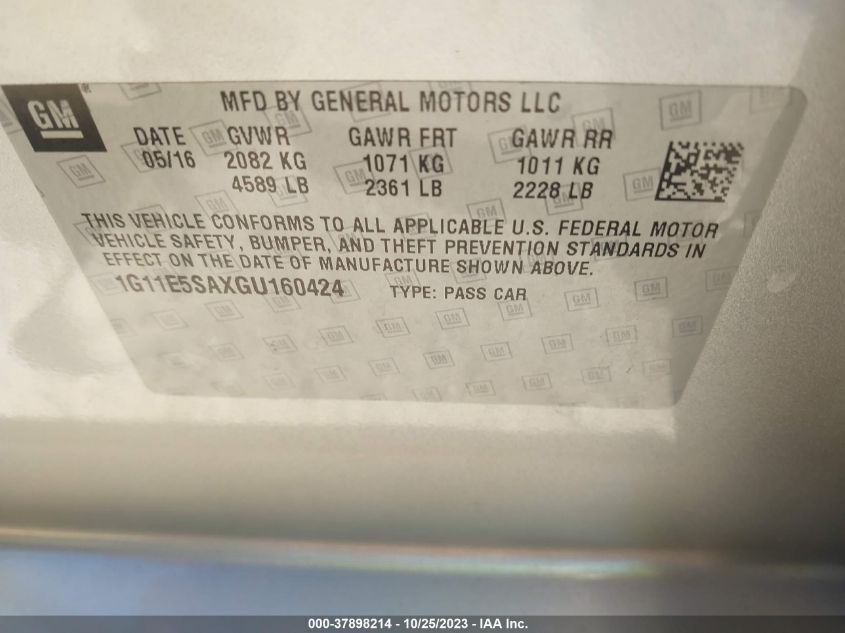 GM
MFD BY GENERAL MOTORS LLC
DATE GVWR GAWR FRT GAWR RR
05/16 2082 KG 1071 KG 1011 KG
4589 LB 2361 LB 2228 LB
THIS VEHICLE CONFORMS TO ALL APPLICABLE U.S. FEDERAL MOTOR
VEHICLE SAFETY, BUMPER, AND THEFT PREVENTION STANDARDS IN
EFFECT ON THE DATE OF MANUFACTURE SHOWN ABOVE.
1G11E5SAXGU160424 TYPE: PASS CAR
000-37898214 - 10/25/2023 - IAA Inc.